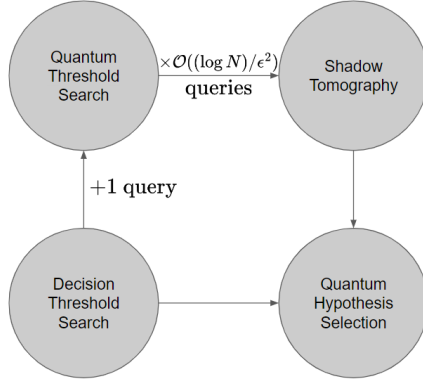 Quantum
Threshold
Search
×𝒪((log N)/ϵ²)
queries
Shadow
Tomography
+1 query
Decision
Threshold
Search
Quantum
Hypothesis
Selection